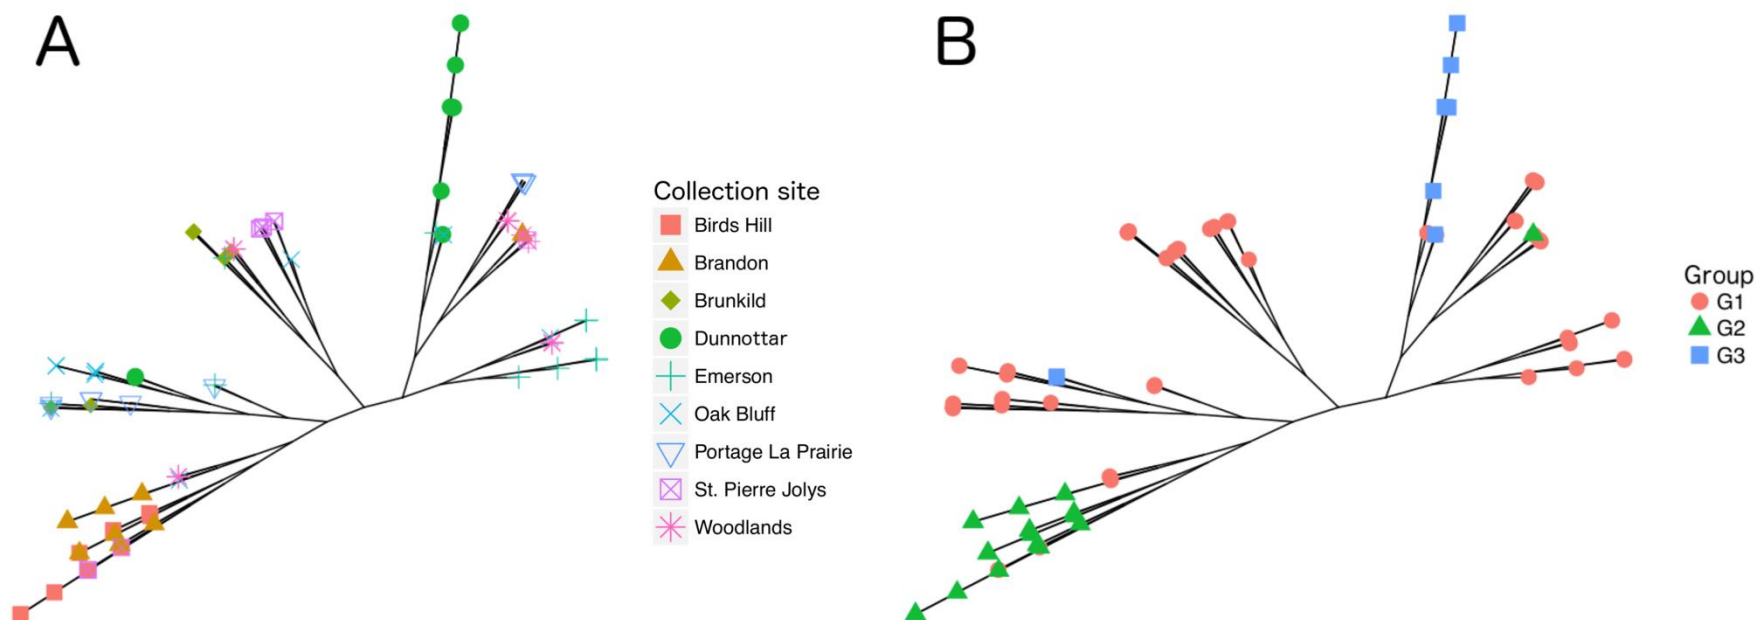 A
B
Collection site
Birds Hill
Brandon
Brunkild
Dunnottar
Emerson
Oak Bluff
Portage La Prairie
St. Pierre Jolys
Woodlands
Group
G1
G2
G3